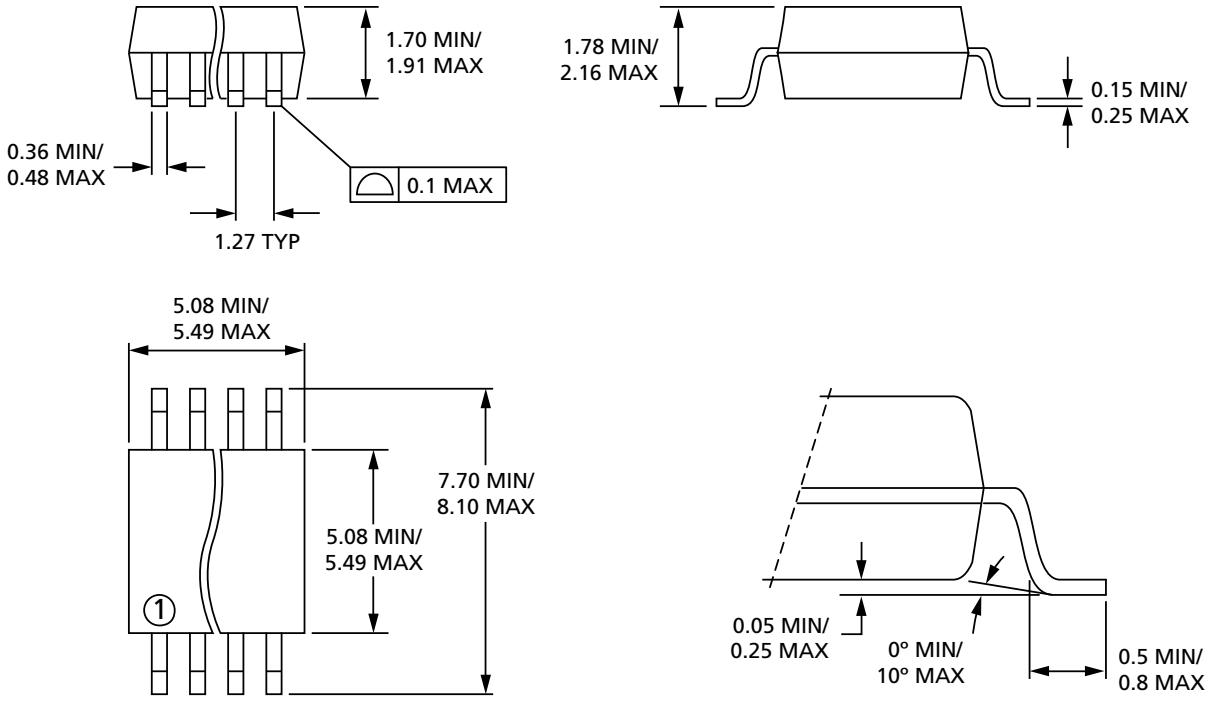 1.70 MIN/
1.91 MAX
1.78 MIN/
2.16 MAX
0.15 MIN/
0.25 MAX
0.36 MIN/
0.48 MAX
0.1 MAX
1.27 TYP
5.08 MIN/
5.49 MAX
7.70 MIN/
8.10 MAX
5.08 MIN/
5.49 MAX
1
0.05 MIN/
0.25 MAX
0º MIN/
10º MAX
0.5 MIN/
0.8 MAX